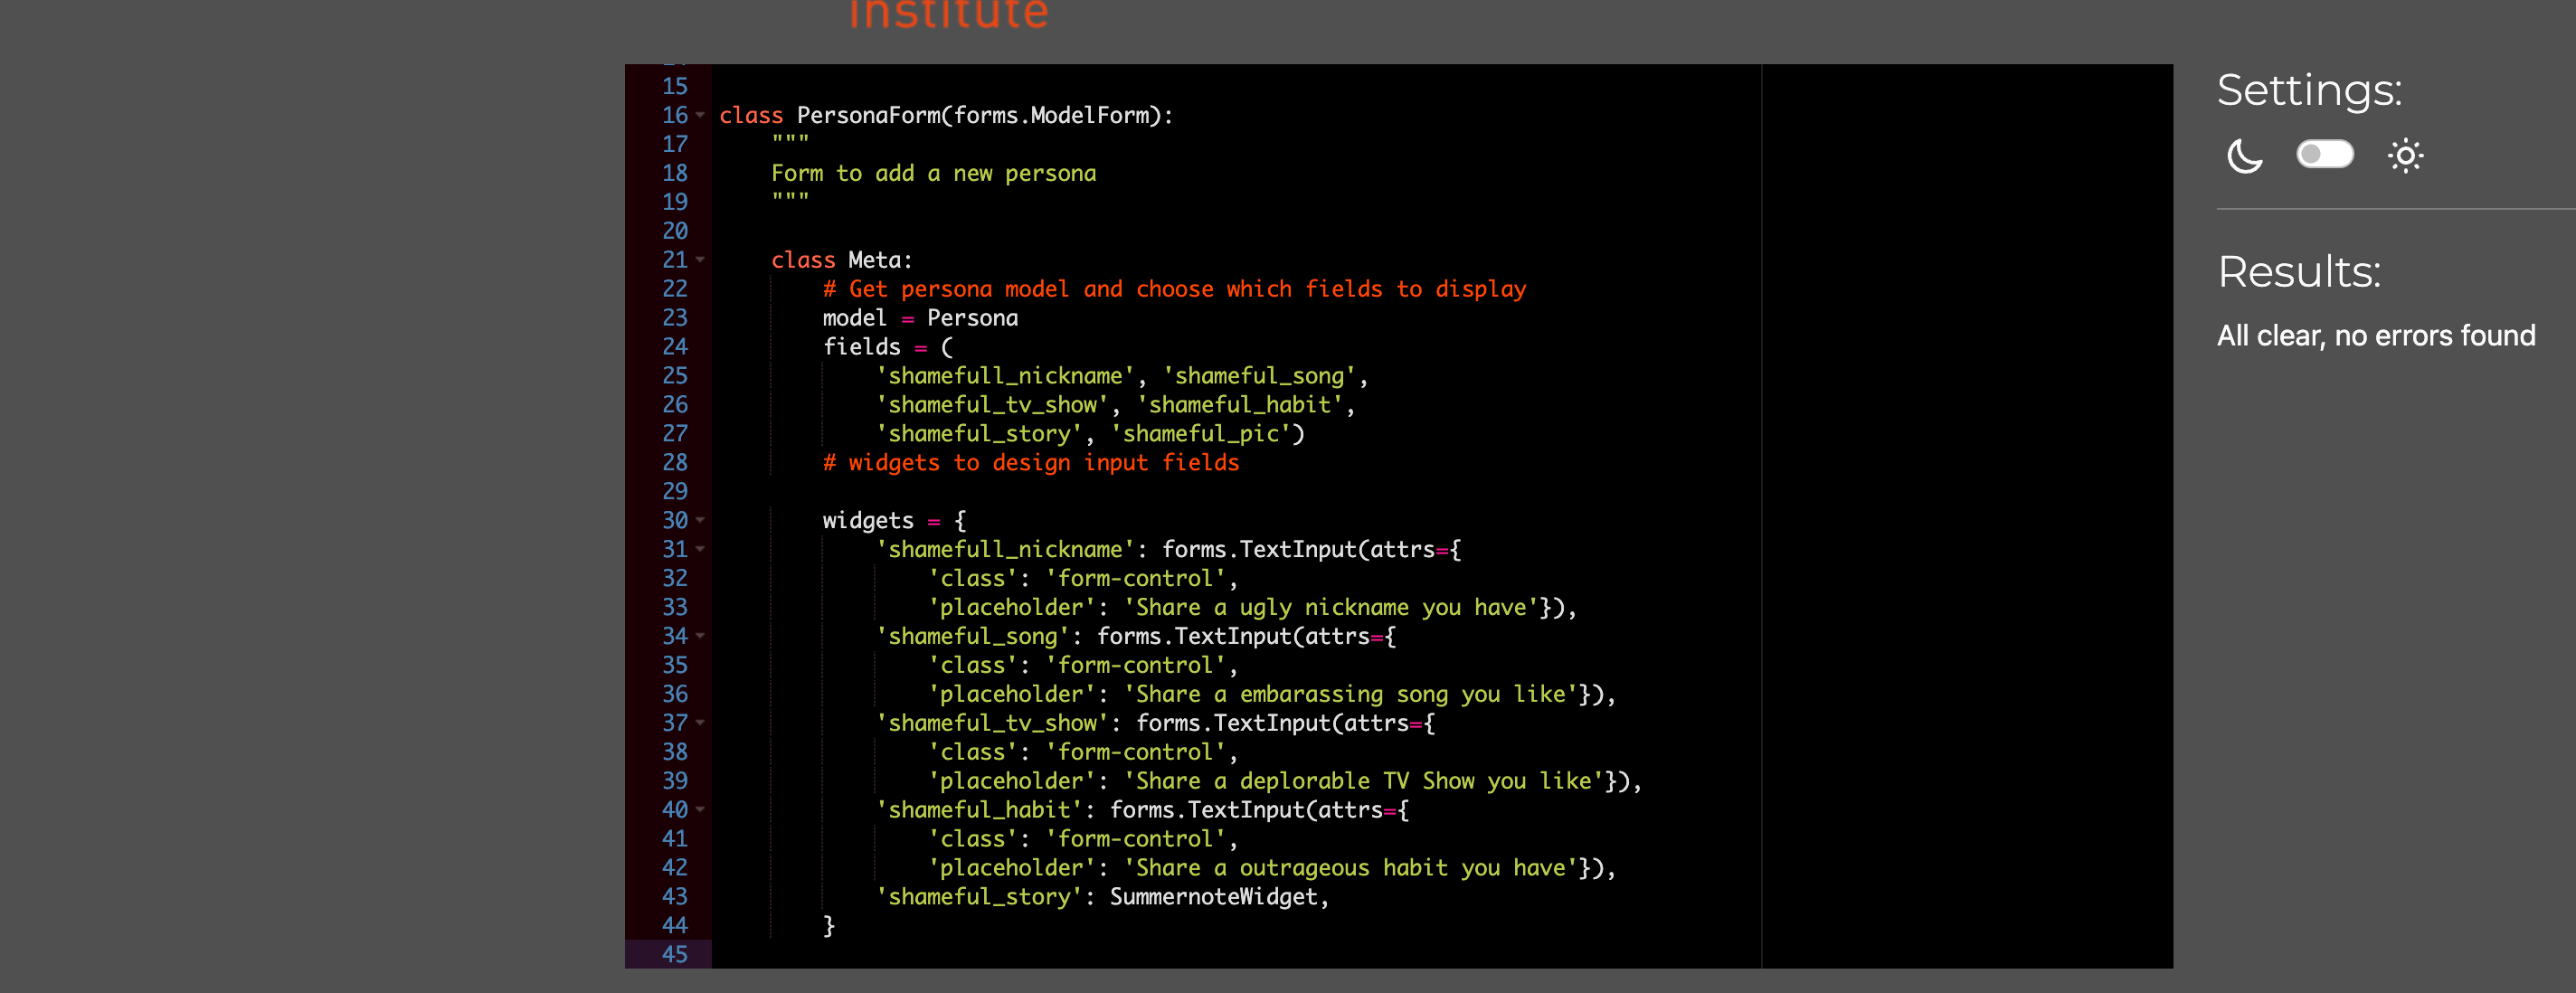 institute
15
16 class PersonaForm(forms.ModelForm):
17     """
18     Form to add a new persona
19     """
20
21     class Meta:
22         # Get persona model and choose which fields to display
23         model = Persona
24         fields = (
25             'shamefull_nickname', 'shameful_song',
26             'shameful_tv_show', 'shameful_habit',
27             'shameful_story', 'shameful_pic')
28         # widgets to design input fields
29
30         widgets = {
31             'shamefull_nickname': forms.TextInput(attrs={
32                 'class': 'form-control',
33                 'placeholder': 'Share a ugly nickname you have'}),
34             'shameful_song': forms.TextInput(attrs={
35                 'class': 'form-control',
36                 'placeholder': 'Share a embarassing song you like'}),
37             'shameful_tv_show': forms.TextInput(attrs={
38                 'class': 'form-control',
39                 'placeholder': 'Share a deplorable TV Show you like'}),
40             'shameful_habit': forms.TextInput(attrs={
41                 'class': 'form-control',
42                 'placeholder': 'Share a outrageous habit you have'}),
43             'shameful_story': SummernoteWidget,
44         }
45
Settings:
Results:
All clear, no errors found